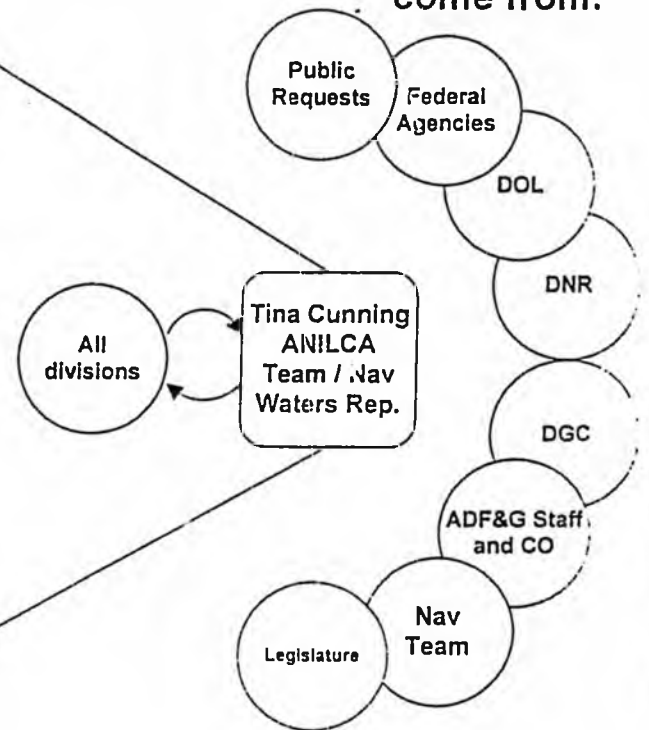 come from:
Public
Requests
Federal
Agencies
DOL
DNR
All
divisions
Tina Cunning
ANILCA
Team / Nav
Waters Rep.
DGC
ADF&G Staff
and CO
Nav
Team
Legislature